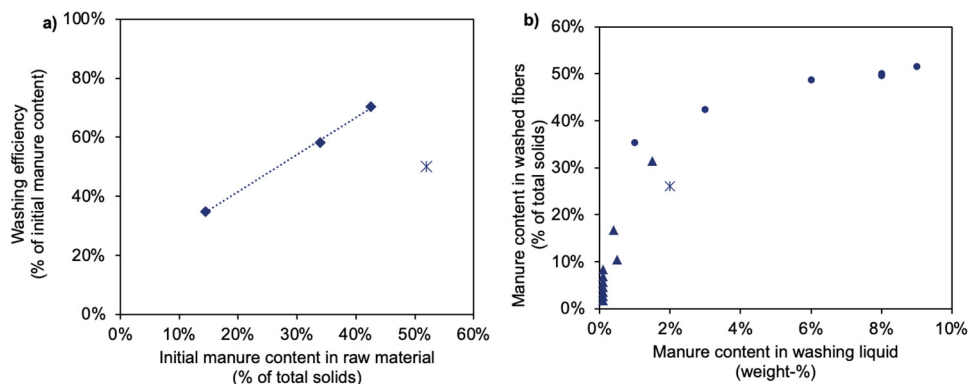 a)
100%
80%
60%
40%
20%
0%
Washing efficiency
(% of initial manure content)
0% 10% 20% 30% 40% 50% 60%
Initial manure content in raw material
(% of total solids)
b)
60%
50%
40%
30%
20%
10%
0%
Manure content in washed fibers
(% of total solids)
0% 2% 4% 6% 8% 10%
Manure content in washing liquid
(weight-%)